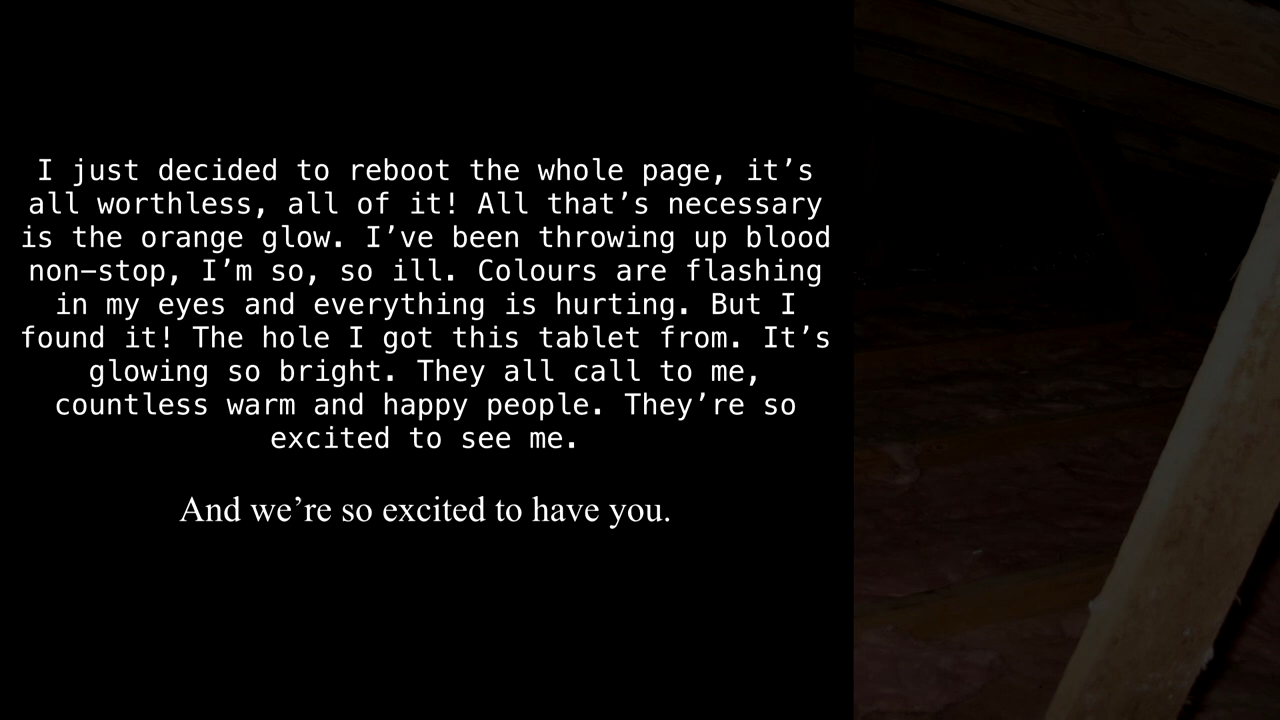 I just decided to reboot the whole page, it’s
all worthless, all of it! All that’s necessary
is the orange glow. I’ve been throwing up blood
non–stop, I’m so, so ill. Colours are flashing
in my eyes and everything is hurting. But I
found it! The hole I got this tablet from. It’s
glowing so bright. They all call to me,
countless warm and happy people. They’re so
excited to see me.
And we’re so excited to have you.